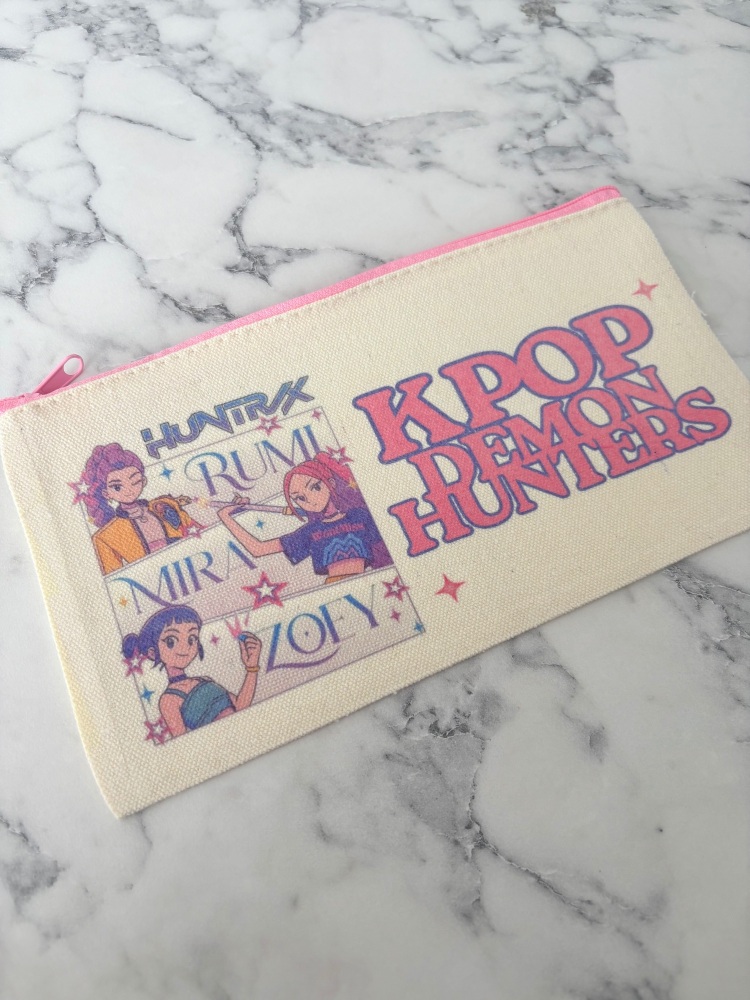 HUNTR/X
RUMI
MIRA
ZOEY
KPOP
DEMON
HUNTERS